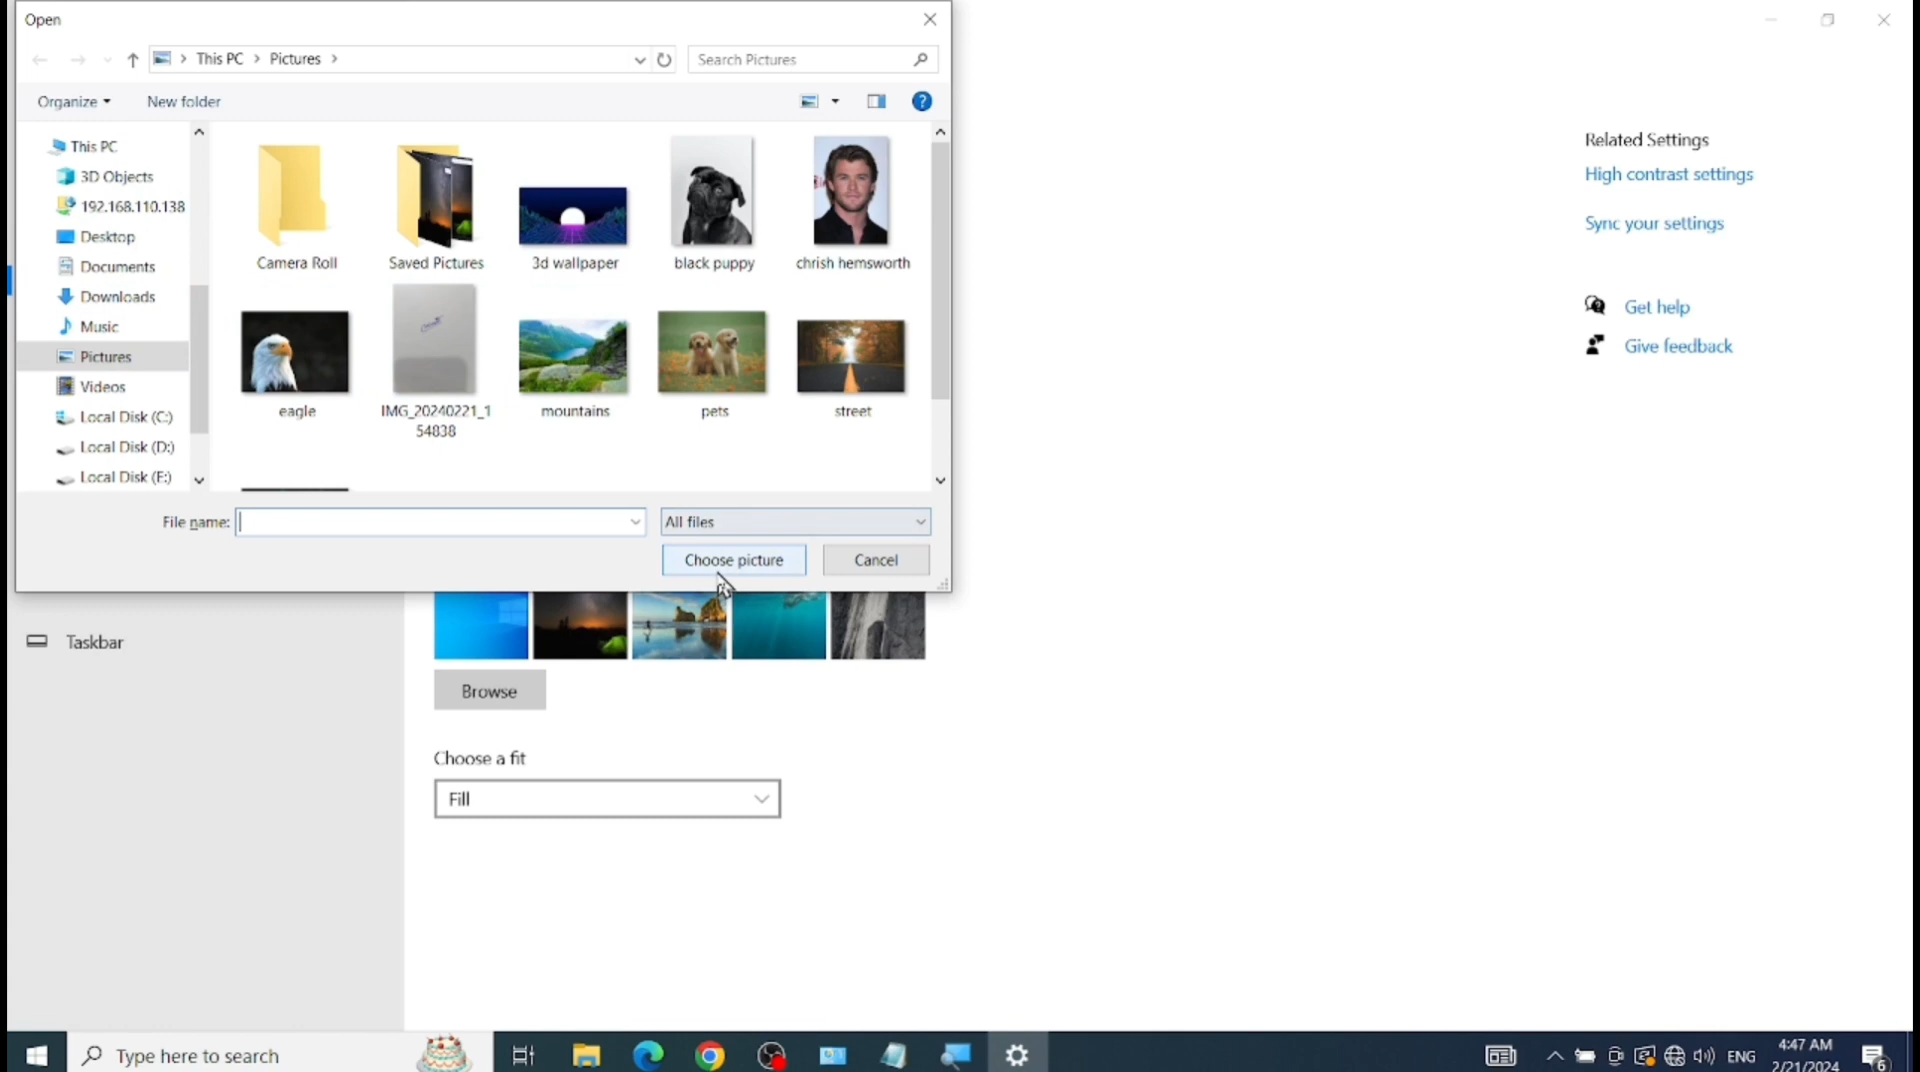 Open
This PC > Pictures >
Search Pictures
Organize
New folder
This PC
3D Objects
192.168.110.138
Desktop
Documents
Downloads
Music
Pictures
Videos
Local Disk (C:)
Local Disk (D:)
Local Disk (E:)
Camera Roll
Saved Pictures
3d wallpaper
black puppy
chrish hemsworth
eagle
IMG_20240221_1
54838
mountains
pets
street
File name:
All files
Choose picture
Cancel
Related Settings
High contrast settings
Sync your settings
Get help
Give feedback
Taskbar
Browse
Choose a fit
Fill
Type here to search
ENG
4:47 AM
2/21/2024
6